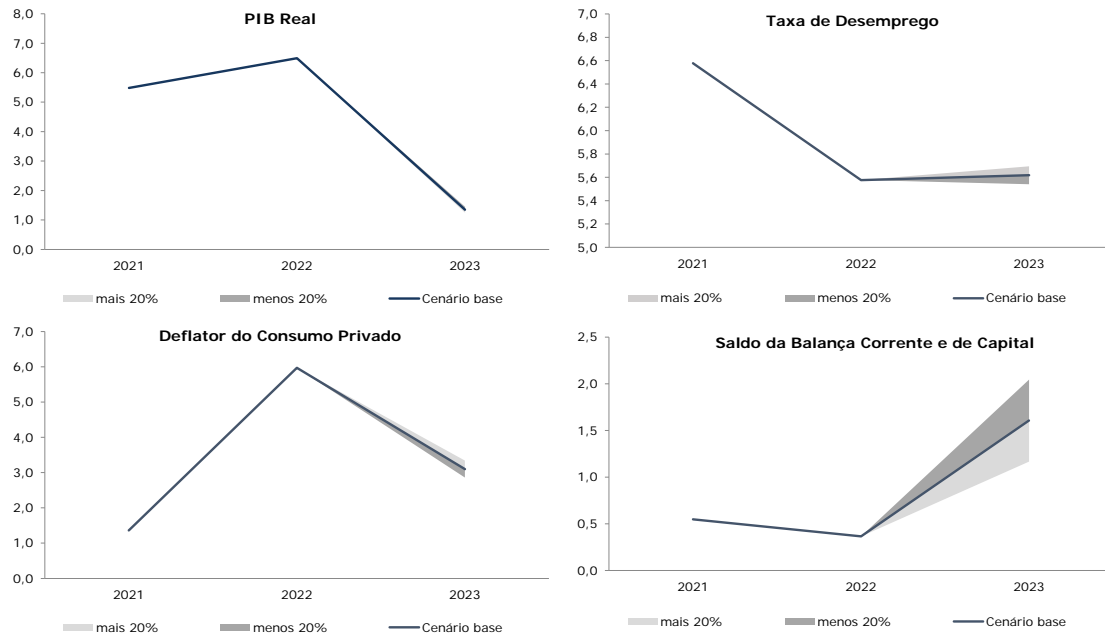 PIB Real
8,0
7,0
6,0
5,0
4,0
3,0
2,0
1,0
0,0
2021 2022 2023
mais 20% menos 20% Cenário base
Taxa de Desemprego
7,0
6,8
6,6
6,4
6,2
6,0
5,8
5,6
5,4
5,2
5,0
2021 2022 2023
mais 20% menos 20% Cenário base
Deflator do Consumo Privado
7,0
6,0
5,0
4,0
3,0
2,0
1,0
0,0
2021 2022 2023
mais 20% menos 20% Cenário base
Saldo da Balança Corrente e de Capital
2,5
2,0
1,5
1,0
0,5
0,0
2021 2022 2023
mais 20% menos 20% Cenário base